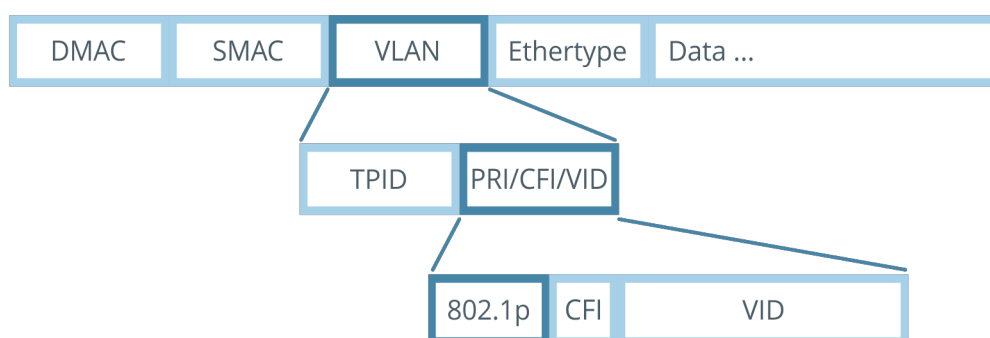 DMAC SMAC VLAN Ethertype Data ...
TPID PRI/CFI/VID
802.1p CFI VID